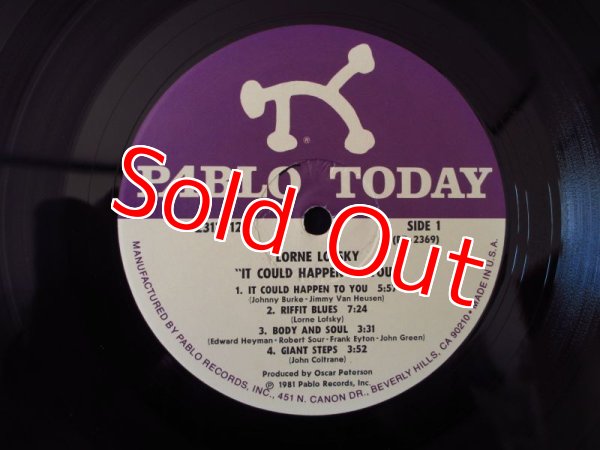 ®
PABLO TODAY
SIDE 1
LORNE LOFSKY
"IT COULD HAPPEN YOU
1. IT COULD HAPPEN TO YOU 5:57
(Johnny Burke - Jimmy Van Heusen)
2. RIFFIT BLUES 7:24
(Lorne Lofsky)
3. BODY AND SOUL 3:31
(Edward Heyman - Robert Sour - Frank Eyton - John Green)
4. GIANT STEPS 3:52
(John Coltrane)
Produced by Oscar Peterson
℗ 1981 Pablo Records, Inc.
MANUFACTURED BY PABLO RECORDS, INC., 451 N. CANON DR., BEVERLY HILLS, CA 90210 • MADE IN U.S.A.
Sold Out